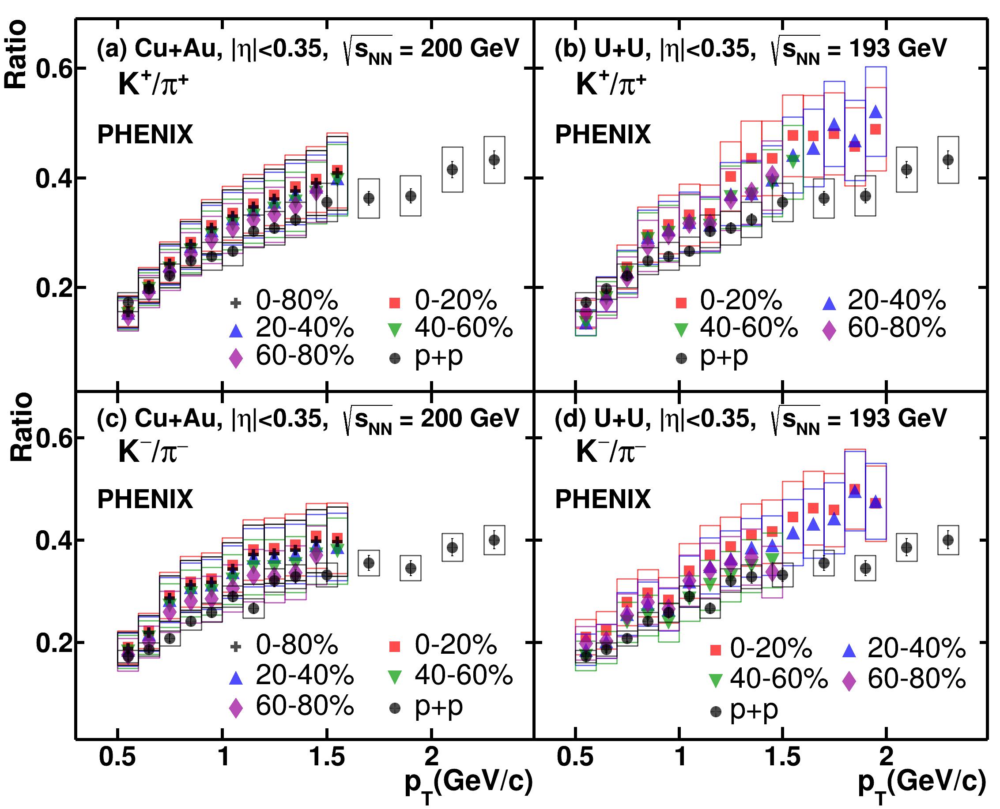 Ratio
(a) Cu+Au, |η|<0.35, √sNN = 200 GeV
K+/π+
PHENIX
0.6
0.4
0.2
0-80%
0-20%
20-40%
40-60%
60-80%
p+p
(b) U+U, |η|<0.35, √sNN = 193 GeV
K+/π+
PHENIX
0-20%
20-40%
40-60%
60-80%
p+p
Ratio
(c) Cu+Au, |η|<0.35, √sNN = 200 GeV
K−/π−
PHENIX
0.6
0.4
0.2
0-80%
0-20%
20-40%
40-60%
60-80%
p+p
0.5
1
1.5
2
pT(GeV/c)
(d) U+U, |η|<0.35, √sNN = 193 GeV
K−/π−
PHENIX
0-20%
20-40%
40-60%
60-80%
p+p
0.5
1
1.5
2
pT(GeV/c)